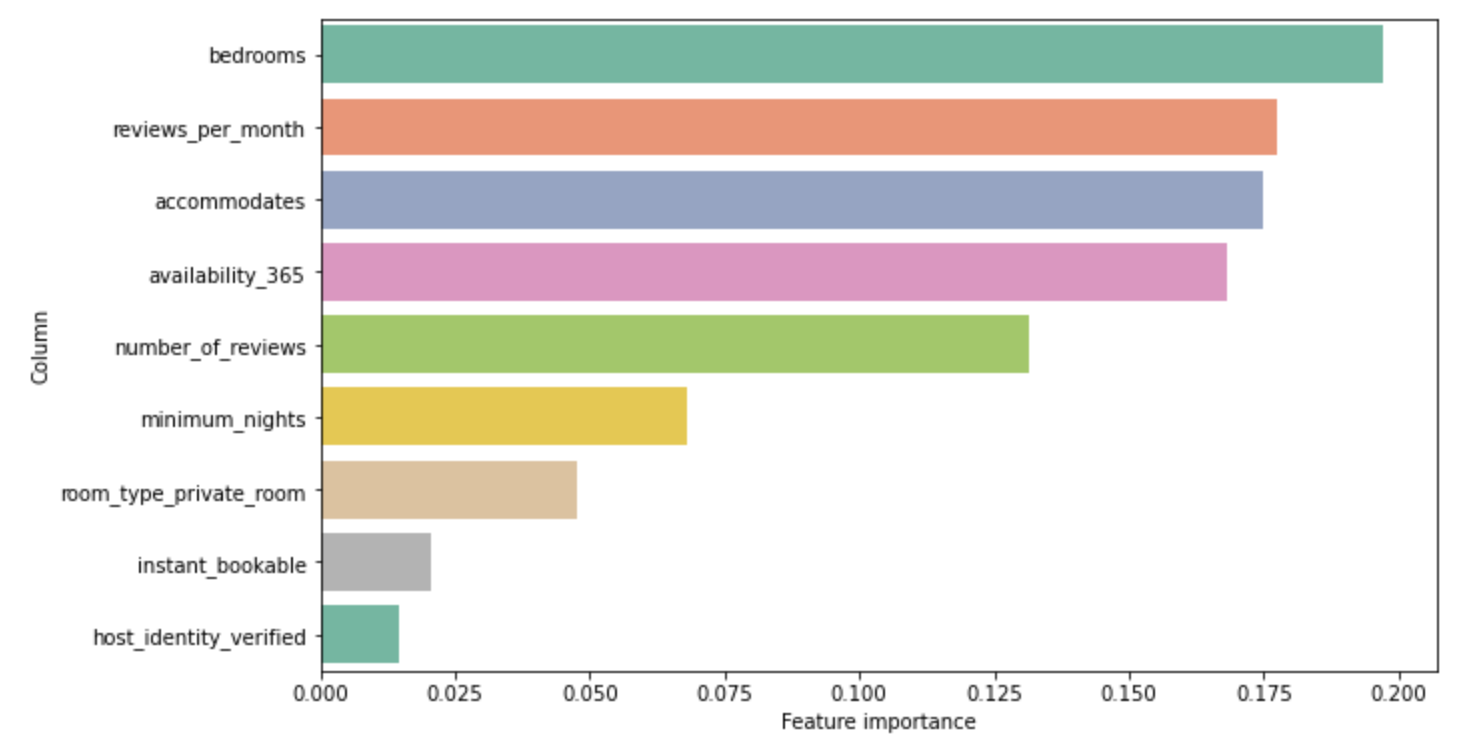 bedrooms
reviews_per_month
accommodates
availability_365
number_of_reviews
minimum_nights
room_type_private_room
instant_bookable
host_identity_verified
Column
0.000 0.025 0.050 0.075 0.100 0.125 0.150 0.175 0.200
Feature importance